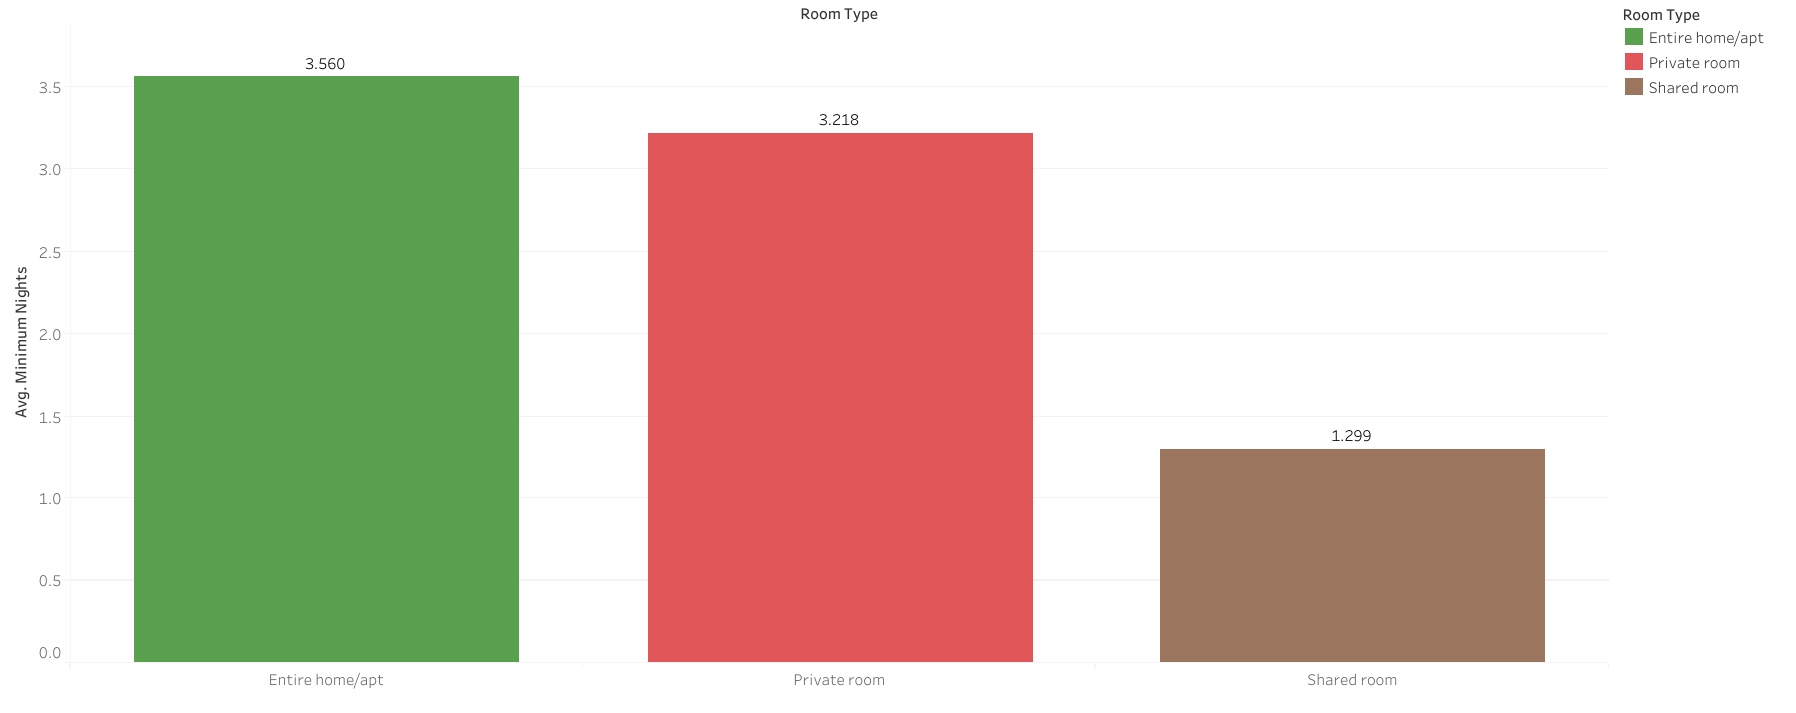 Room Type
Room Type
Entire home/apt
Private room
Shared room
3.560
3.218
1.299
3.5
3.0
2.5
2.0
1.5
1.0
0.5
0.0
Avg. Minimum Nights
Entire home/apt
Private room
Shared room